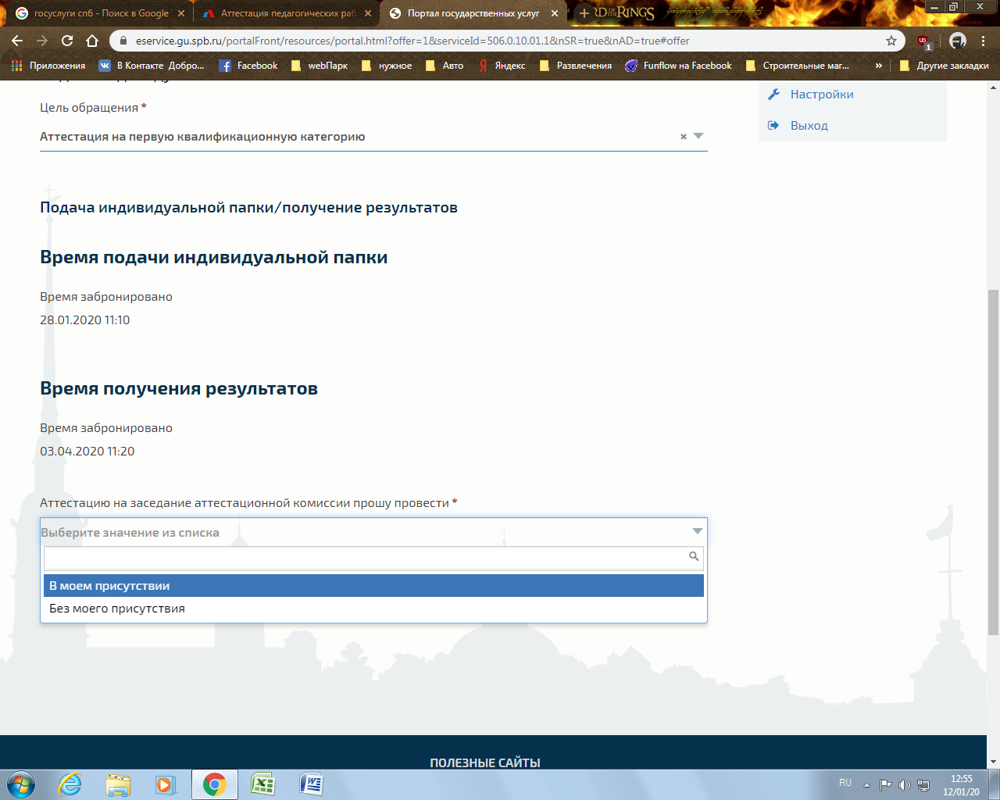 госуслуги спб - Поиск в Google
Аттестация педагогических раб
Портал государственных услуг
RD OF THE RINGS
eservice.gu.spb.ru/portalFront/resources/portal.html?offer=1&serviceId=506.0.10.01.1&nSR=true&nAD=true#offer
1
Приложения
В Контакте Добро...
Facebook
webПарк
нужное
Авто
Яндекс
Развлечения
Funflow на Facebook
Строительные маг...
»
Другие закладки
Цель обращения *
Настройки
Аттестация на первую квалификационную категорию
Выход
Подача индивидуальной папки/получение результатов
Время подачи индивидуальной папки
Время забронировано
28.01.2020 11:10
Время получения результатов
Время забронировано
03.04.2020 11:20
Аттестацию на заседание аттестационной комиссии прошу провести *
Выберите значение из списка
В моем присутствии
Без моего присутствия
ПОЛЕЗНЫЕ САЙТЫ
RU
12:55
12/01/20